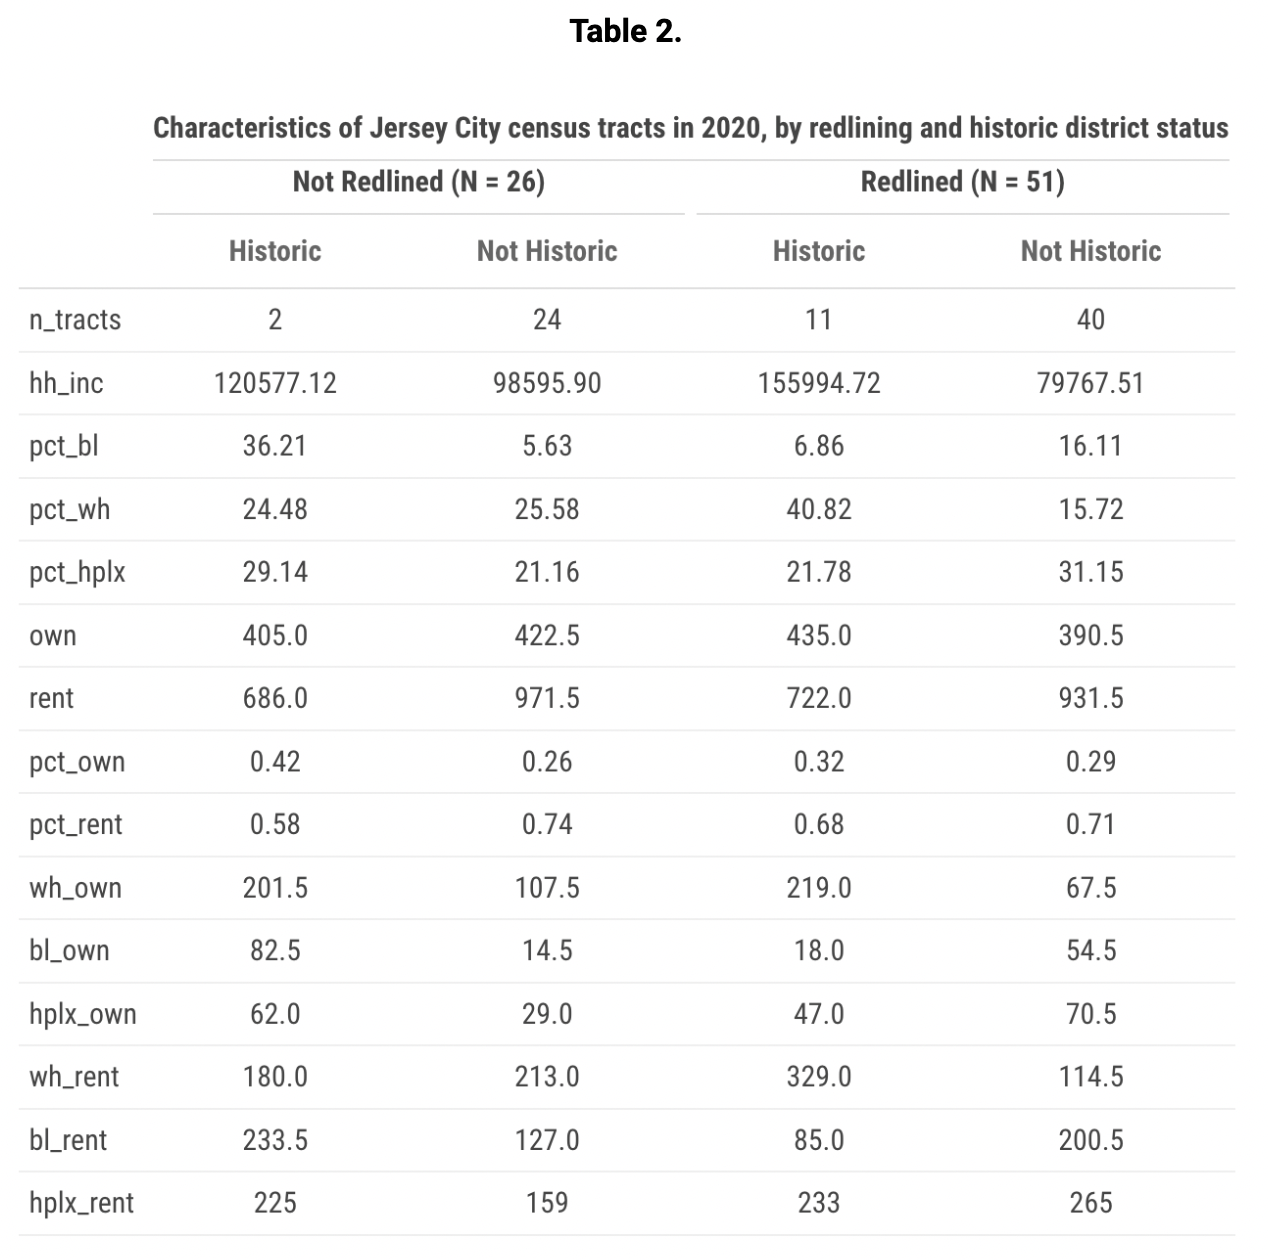 Table 2.
Characteristics of Jersey City census tracts in 2020, by redlining and historic district status
Not Redlined (N = 26) Redlined (N = 51)
Historic Not Historic Historic Not Historic
n_tracts 2 24 11 40
hh_inc 120577.12 98595.90 155994.72 79767.51
pct_bl 36.21 5.63 6.86 16.11
pct_wh 24.48 25.58 40.82 15.72
pct_hplx 29.14 21.16 21.78 31.15
own 405.0 422.5 435.0 390.5
rent 686.0 971.5 722.0 931.5
pct_own 0.42 0.26 0.32 0.29
pct_rent 0.58 0.74 0.68 0.71
wh_own 201.5 107.5 219.0 67.5
bl_own 82.5 14.5 18.0 54.5
hplx_own 62.0 29.0 47.0 70.5
wh_rent 180.0 213.0 329.0 114.5
bl_rent 233.5 127.0 85.0 200.5
hplx_rent 225 159 233 265